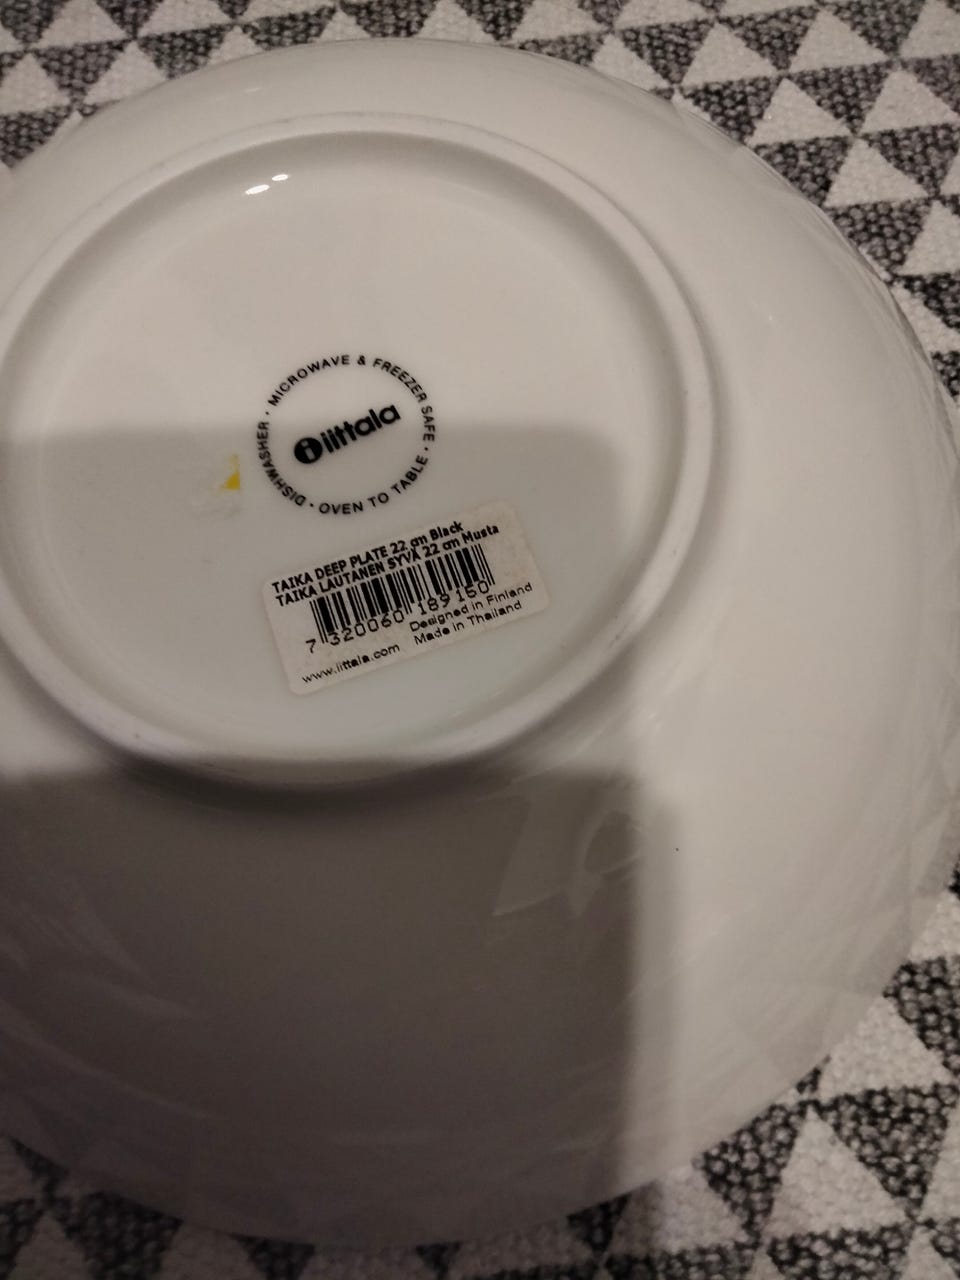 DISHWASHER · MICROWAVE & FREEZER SAFE · OVEN TO TABLE ·
iittala
TAIKA DEEP PLATE 22 cm Black
TAIKA LAUTANEN SYVÄ 22 cm Musta
7 320060 189150
Designed in Finland
www.iittala.com Made in Thailand